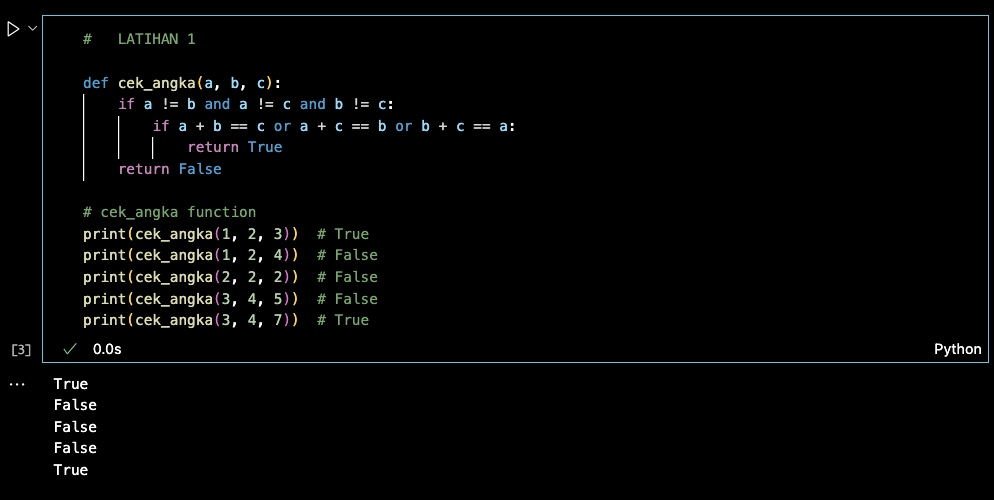 #   LATIHAN 1
def cek_angka(a, b, c):
    if a != b and a != c and b != c:
        if a + b == c or a + c == b or b + c == a:
            return True
    return False
# cek_angka function
print(cek_angka(1, 2, 3))  # True
print(cek_angka(1, 2, 4))  # False
print(cek_angka(2, 2, 2))  # False
print(cek_angka(3, 4, 5))  # False
print(cek_angka(3, 4, 7))  # True
[3] 0.0s Python
True
False
False
False
True